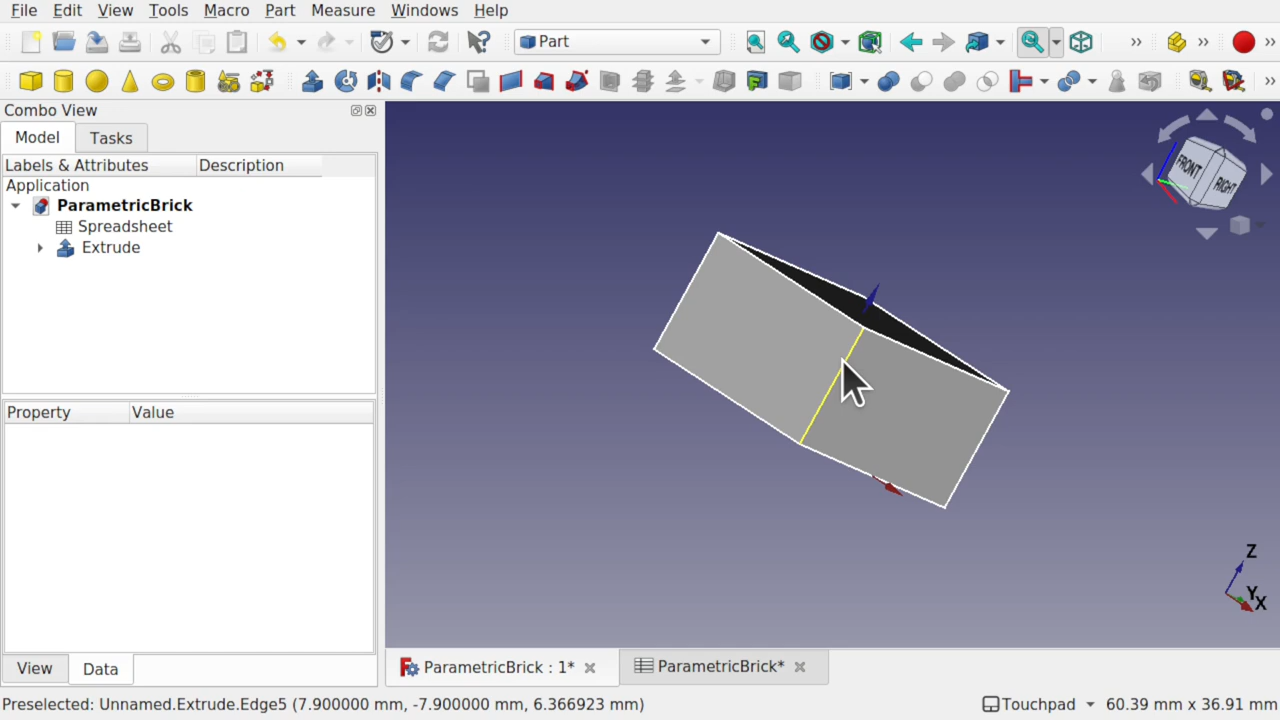 File Edit View Tools Macro Part Measure Windows Help
Part
Combo View
Model Tasks
Labels & Attributes Description
Application
ParametricBrick
Spreadsheet
Extrude
Property Value
View Data
FRONT RIGHT
Z
Y
X
ParametricBrick : 1*
ParametricBrick*
Preselected: Unnamed.Extrude.Edge5 (7.900000 mm, -7.900000 mm, 6.366923 mm)
Touchpad 60.39 mm x 36.91 mm